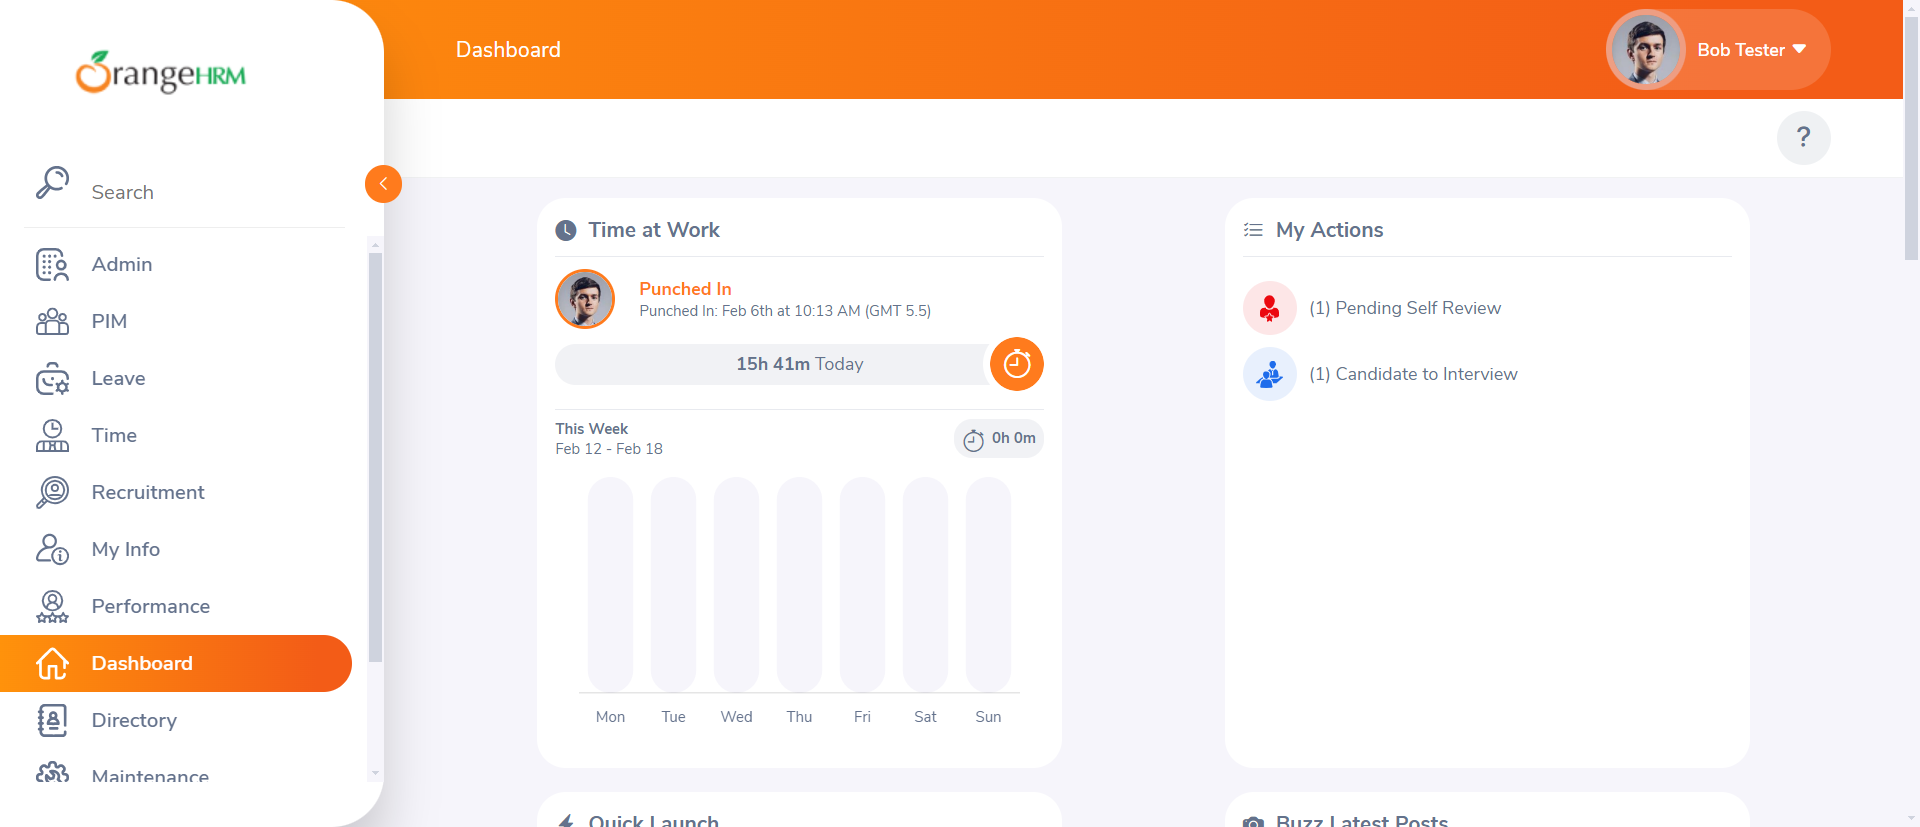 OrangeHRM
Search
Admin
PIM
Leave
Time
Recruitment
My Info
Performance
Dashboard
Directory
Maintenance
Dashboard
Bob Tester
?
Time at Work
Punched In
Punched In: Feb 6th at 10:13 AM (GMT 5.5)
15h 41m Today
This Week
Feb 12 - Feb 18
0h 0m
Mon Tue Wed Thu Fri Sat Sun
My Actions
(1) Pending Self Review
(1) Candidate to Interview
Quick Launch
Buzz Latest Posts